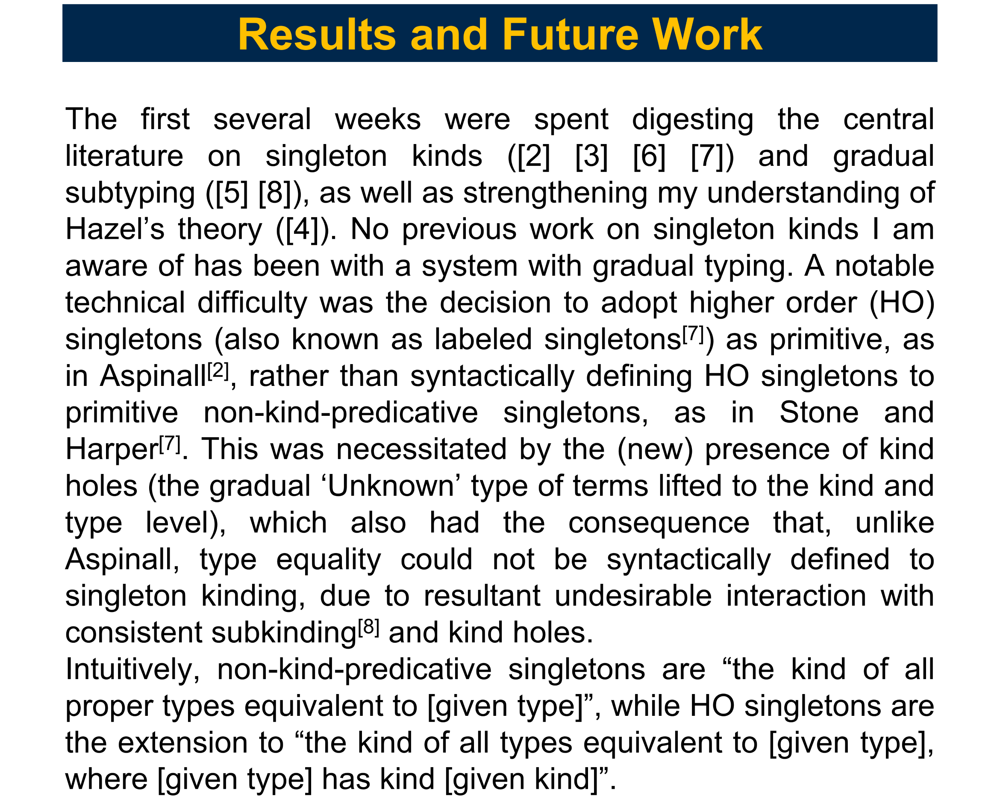 Results and Future Work
The first several weeks were spent digesting the central
literature on singleton kinds ([2] [3] [6] [7]) and gradual
subtyping ([5] [8]), as well as strengthening my understanding of
Hazel’s theory ([4]). No previous work on singleton kinds I am
aware of has been with a system with gradual typing. A notable
technical difficulty was the decision to adopt higher order (HO)
singletons (also known as labeled singletons[7]) as primitive, as
in Aspinall[2], rather than syntactically defining HO singletons to
primitive non-kind-predicative singletons, as in Stone and
Harper[7]. This was necessitated by the (new) presence of kind
holes (the gradual ‘Unknown’ type of terms lifted to the kind and
type level), which also had the consequence that, unlike
Aspinall, type equality could not be syntactically defined to
singleton kinding, due to resultant undesirable interaction with
consistent subkinding[8] and kind holes.
Intuitively, non-kind-predicative singletons are “the kind of all
proper types equivalent to [given type]”, while HO singletons are
the extension to “the kind of all types equivalent to [given type],
where [given type] has kind [given kind]”.